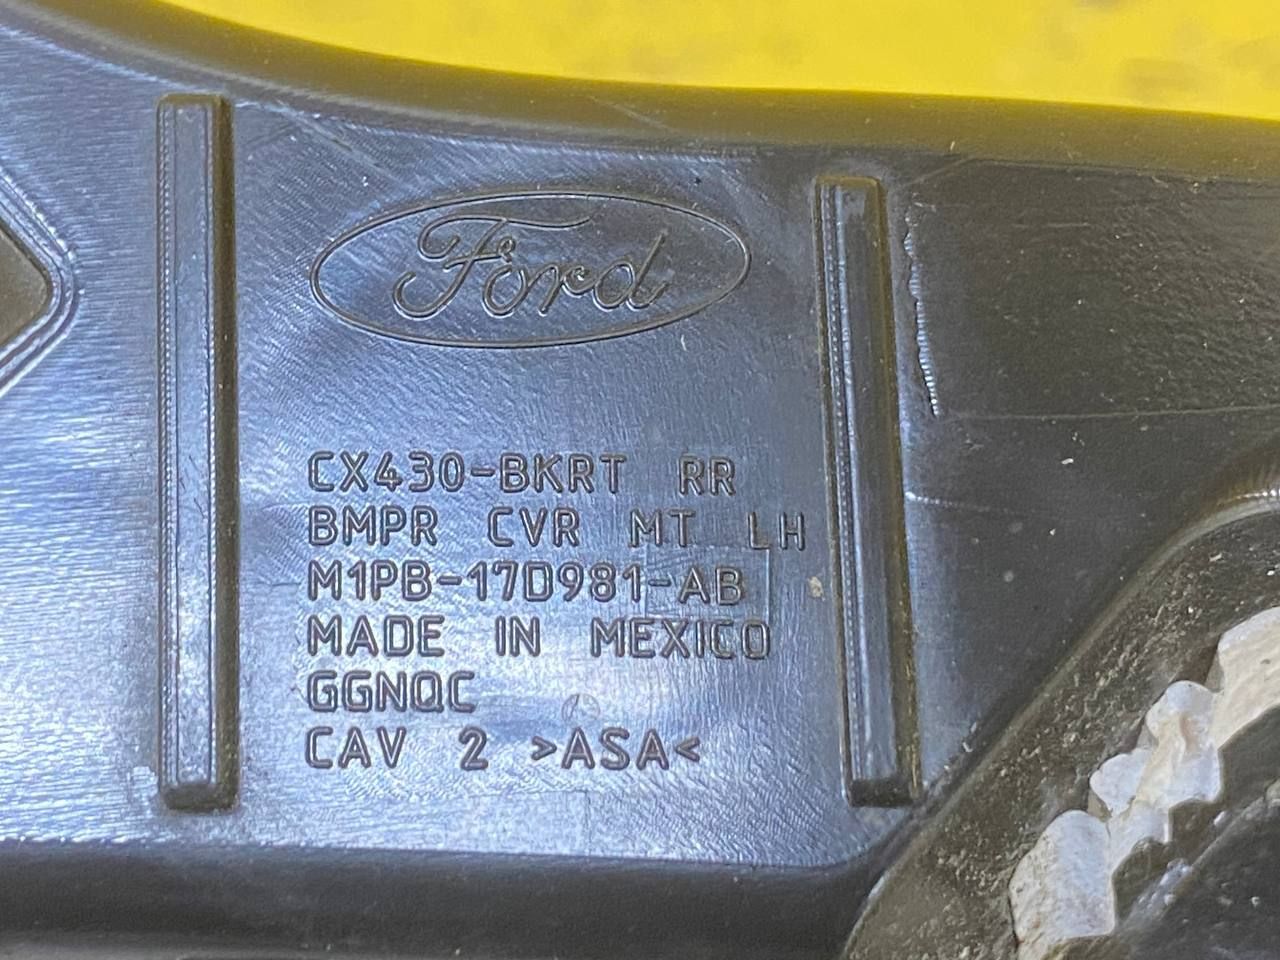 Ford
CX430-BKRT RR
BMPR CVR MT LH
M1PB-17D981-AB
MADE IN MEXICO
GGNQC
CAV 2 >ASA<